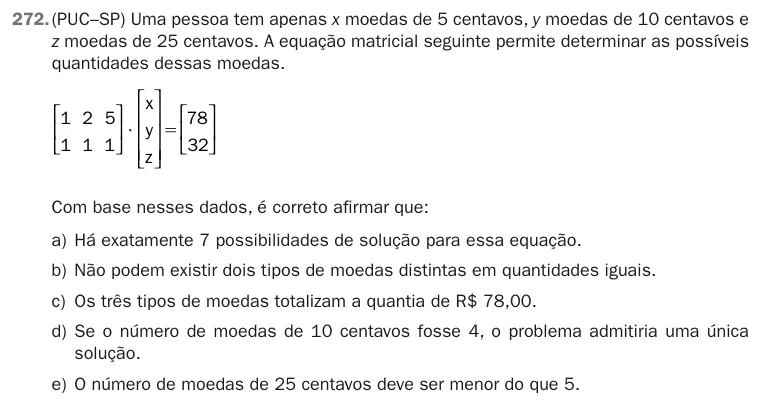 272. (PUC–SP) Uma pessoa tem apenas x moedas de 5 centavos, y moedas de 10 centavos e
z moedas de 25 centavos. A equação matricial seguinte permite determinar as possíveis
quantidades dessas moedas.
[1 2 5
1 1 1] · [x
y
z] = [78
32]
Com base nesses dados, é correto afirmar que:
a) Há exatamente 7 possibilidades de solução para essa equação.
b) Não podem existir dois tipos de moedas distintas em quantidades iguais.
c) Os três tipos de moedas totalizam a quantia de R$ 78,00.
d) Se o número de moedas de 10 centavos fosse 4, o problema admitiria uma única
solução.
e) O número de moedas de 25 centavos deve ser menor do que 5.